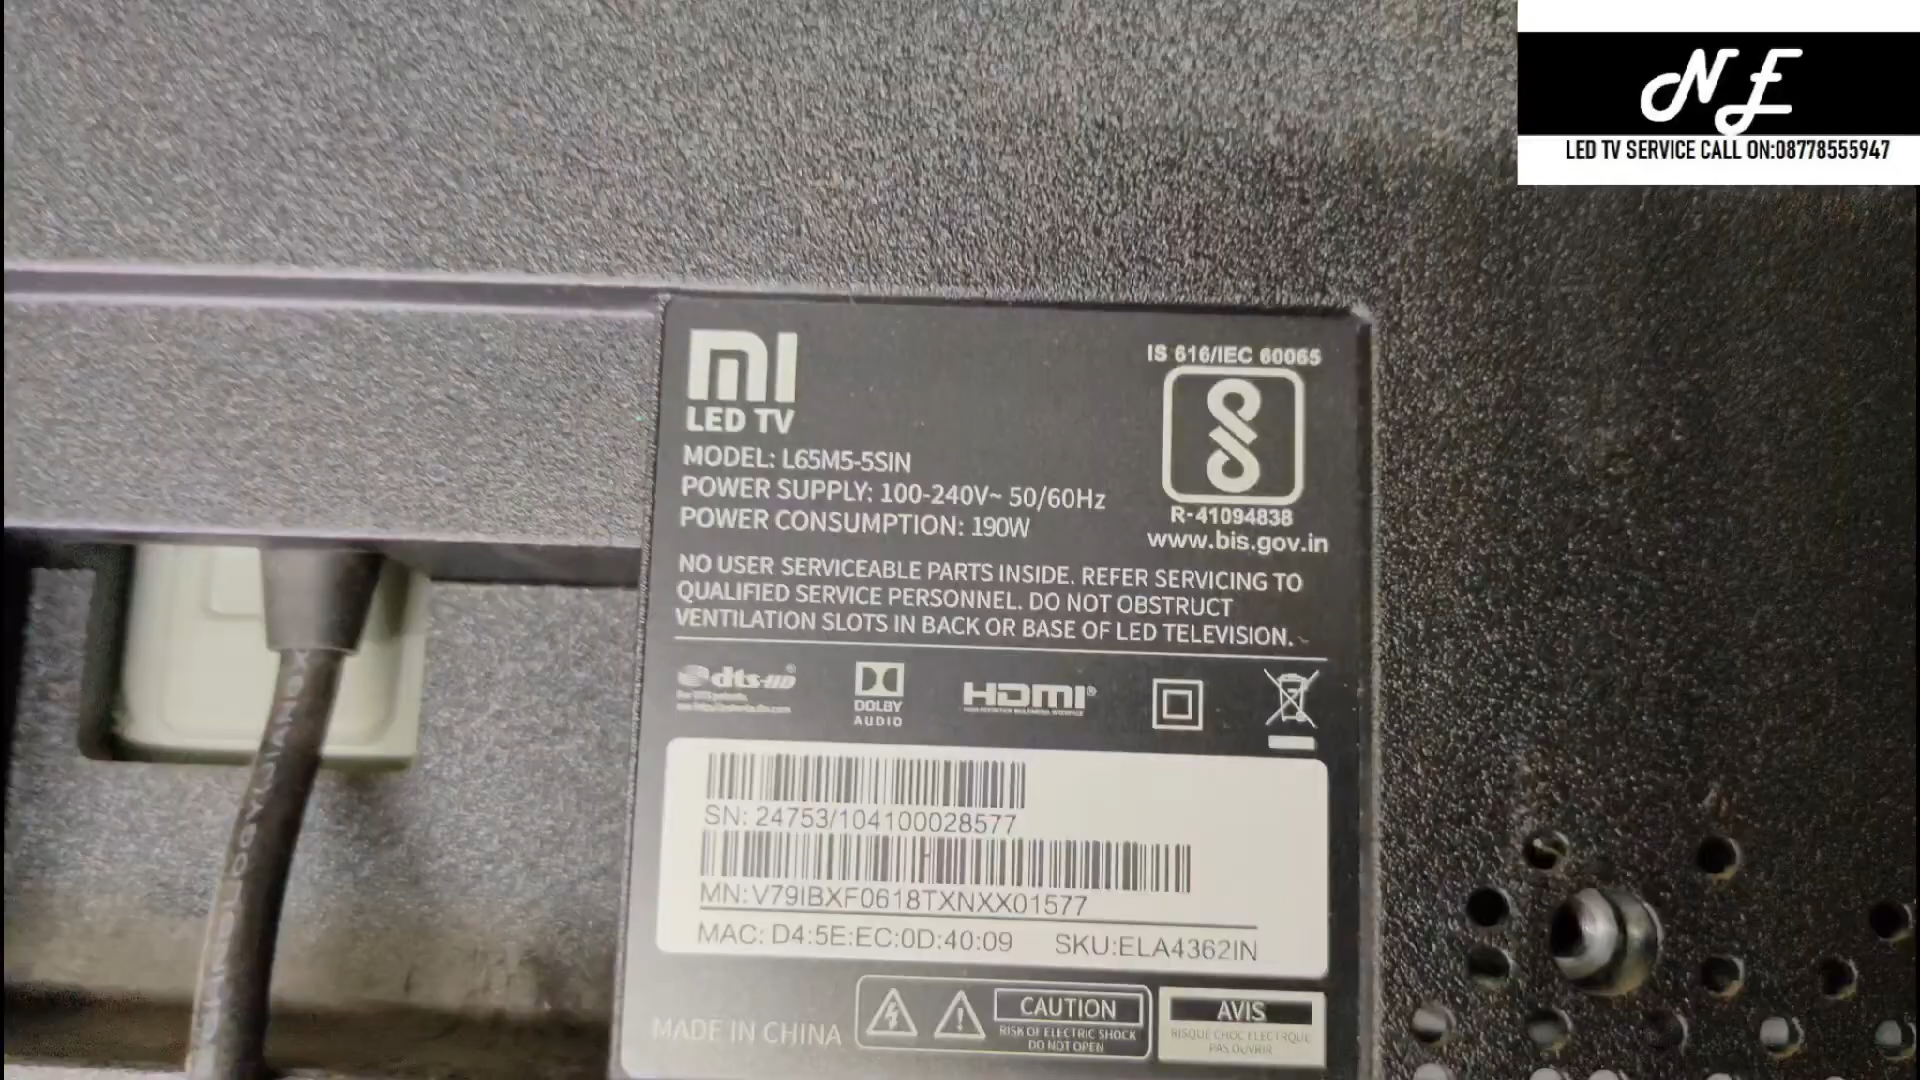 NE
LED TV SERVICE CALL ON:08778555947
MI
LED TV
MODEL: L65M5-5SIN
POWER SUPPLY: 100-240V~ 50/60Hz
POWER CONSUMPTION: 190W
IS 616/IEC 60065
R-41094838
www.bis.gov.in
NO USER SERVICEABLE PARTS INSIDE. REFER SERVICING TO
QUALIFIED SERVICE PERSONNEL. DO NOT OBSTRUCT
VENTILATION SLOTS IN BACK OR BASE OF LED TELEVISION.
dts-HD
DOLBY
AUDIO
HDMI®
HIGH-DEFINITION MULTIMEDIA INTERFACE
SN: 24753/104100028577
MN:V79IBXF0618TXNXX01577
MAC: D4:5E:EC:0D:40:09 SKU:ELA4362IN
MADE IN CHINA
CAUTION
RISK OF ELECTRIC SHOCK
DO NOT OPEN
AVIS
RISQUE CHOC ELECTRIQUE
PAS OUVRIR